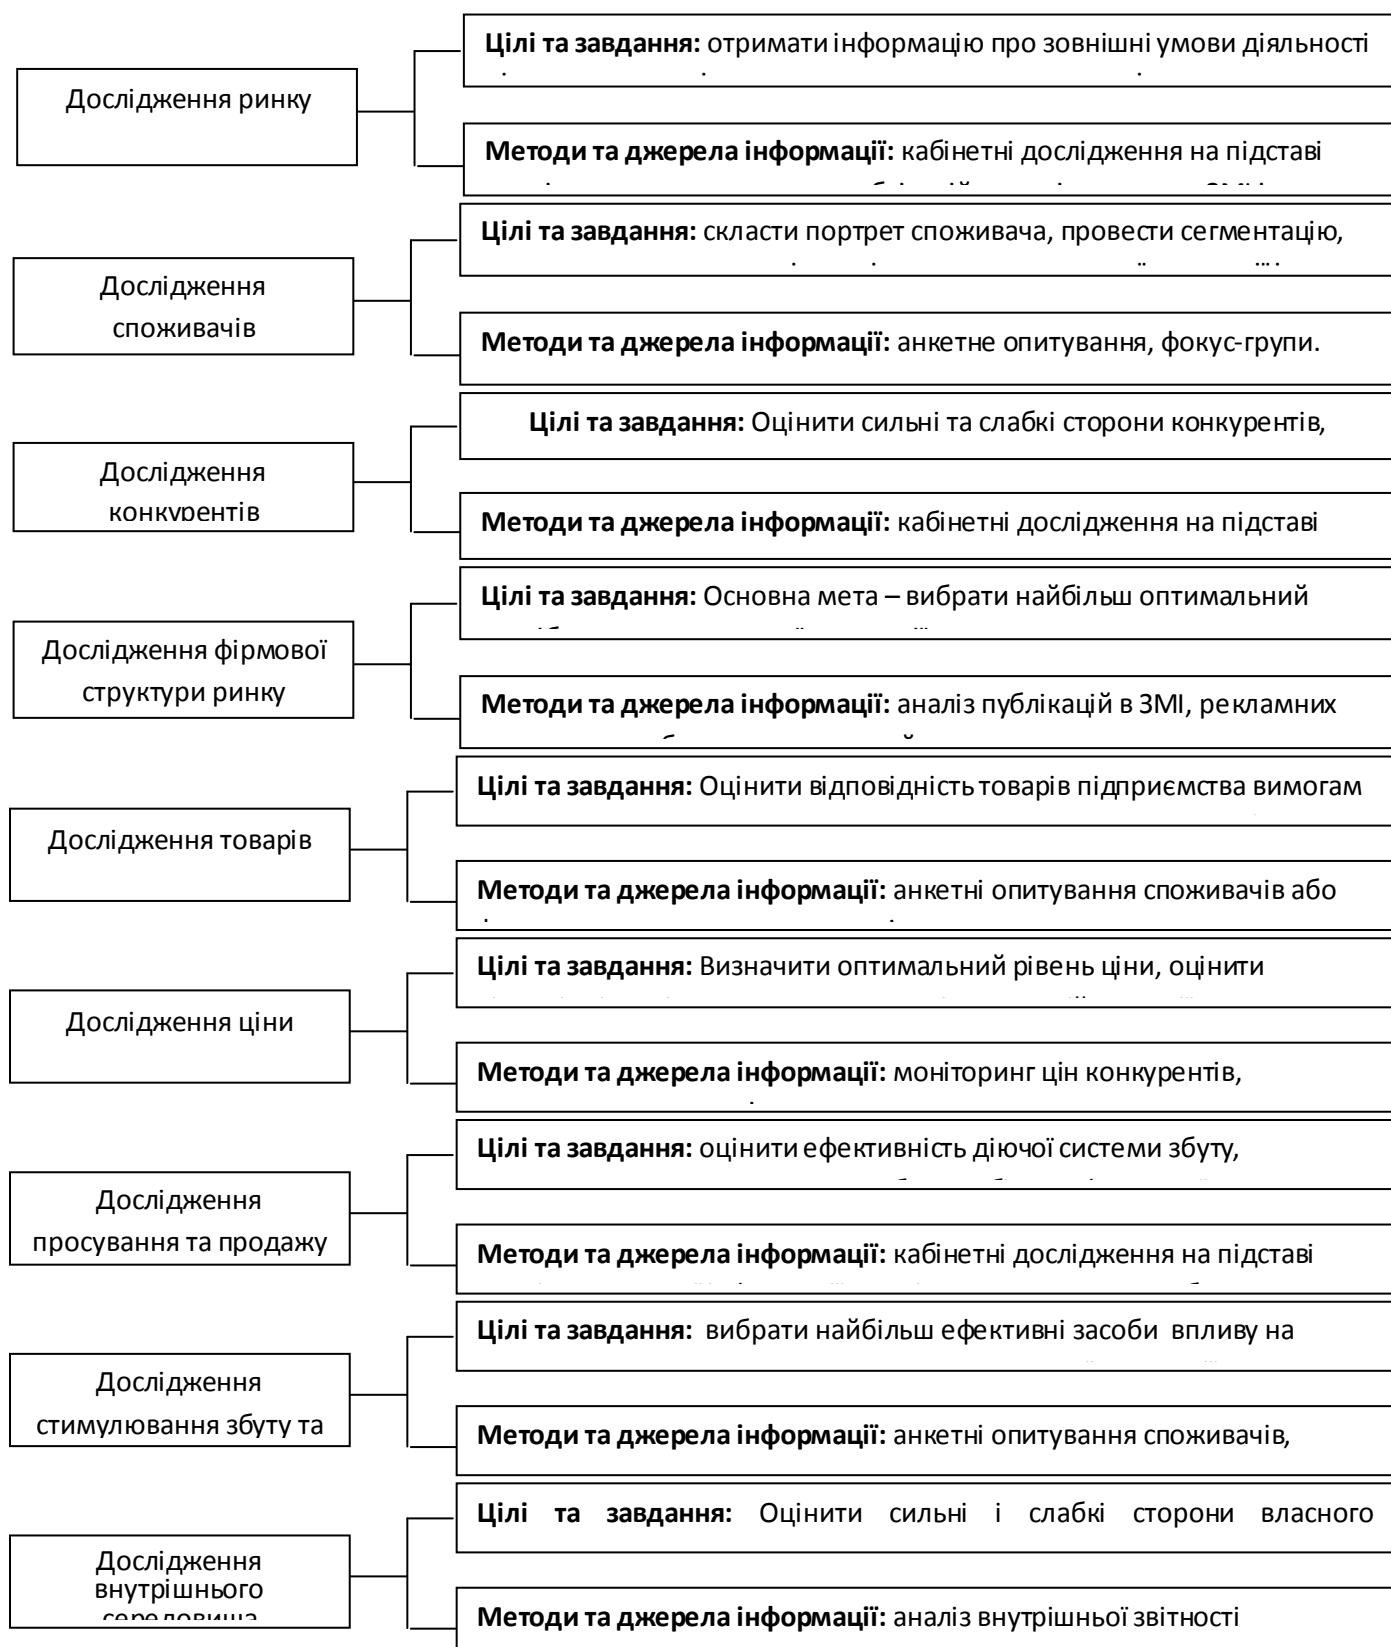 Дослідження ринку
Цілі та завдання: отримати інформацію про зовнішні умови діяльності
Методи та джерела інформації: кабінетні дослідження на підставі
Дослідження
споживачів
Цілі та завдання: скласти портрет споживача, провести сегментацію,
Методи та джерела інформації: анкетне опитування, фокус-групи.
Дослідження
конкурентів
Цілі та завдання: Оцінити сильні та слабкі сторони конкурентів,
Методи та джерела інформації: кабінетні дослідження на підставі
Дослідження фірмової
структури ринку
Цілі та завдання: Основна мета – вибрати найбільш оптимальний
Методи та джерела інформації: аналіз публікацій в ЗМІ, рекламних
Дослідження товарів
Цілі та завдання: Оцінити відповідність товарів підприємства вимогам
Методи та джерела інформації: анкетні опитування споживачів або
Дослідження ціни
Цілі та завдання: Визначити оптимальний рівень ціни, оцінити
Методи та джерела інформації: моніторинг цін конкурентів,
Дослідження
просування та продажу
Цілі та завдання: оцінити ефективність діючої системи збуту,
Методи та джерела інформації: кабінетні дослідження на підставі
Дослідження
стимулювання збуту та
Цілі та завдання: вибрати найбільш ефективні засоби впливу на
Методи та джерела інформації: анкетні опитування споживачів,
Дослідження
внутрішнього
середовища
Цілі та завдання: Оцінити сильні і слабкі сторони власного
Методи та джерела інформації: аналіз внутрішньої звітності